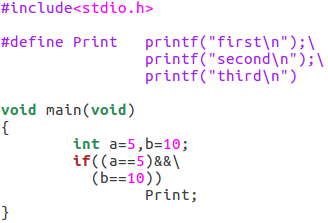 #include<stdio.h>
#define Print   printf("first\n");\
                printf("second\n");\
                printf("third\n")
void main(void)
{
        int a=5,b=10;
        if((a==5)&&\
          (b==10))
                Print;
}